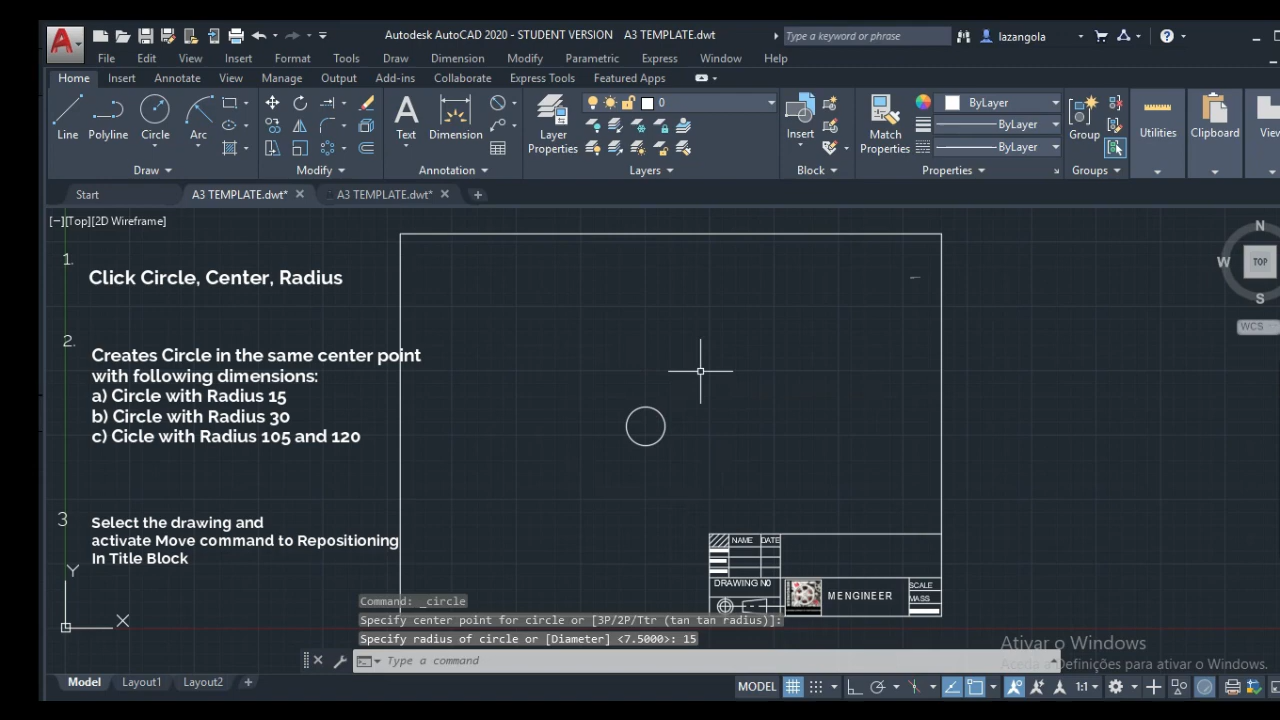 Autodesk AutoCAD 2020 - STUDENT VERSION A3 TEMPLATE.dwt
Type a keyword or phrase
lazangola
File Edit View Insert Format Tools Draw Dimension Modify Parametric Express Window Help
Home Insert Annotate View Manage Output Add-ins Collaborate Express Tools Featured Apps
0
ByLayer
ByLayer
ByLayer
Line Polyline Circle Arc
Text Dimension
Layer Properties
Insert
Match Properties
Group Utilities Clipboard
Draw Modify Annotation Layers Block Properties Groups
Start A3 TEMPLATE.dwt* A3 TEMPLATE.dwt*
[−][Top][2D Wireframe]
N
W TOP
S
WCS
1.
Click Circle, Center, Radius
2.
Creates Circle in the same center point
with following dimensions:
a) Circle with Radius 15
b) Circle with Radius 30
c) Cicle with Radius 105 and 120
3
Select the drawing and
activate Move command to Repositioning
In Title Block
Y
X
NAME DATE
DRAWING N0
MENGINEER
SCALE
MASS
Command: _circle
Specify center point for circle or [3P/2P/Ttr (tan tan radius)]:
Specify radius of circle or [Diameter] <7.5000>: 15
Type a command
Ativar o Windows
Aceda a Definições para ativar o Windows.
Model Layout1 Layout2
MODEL
1:1